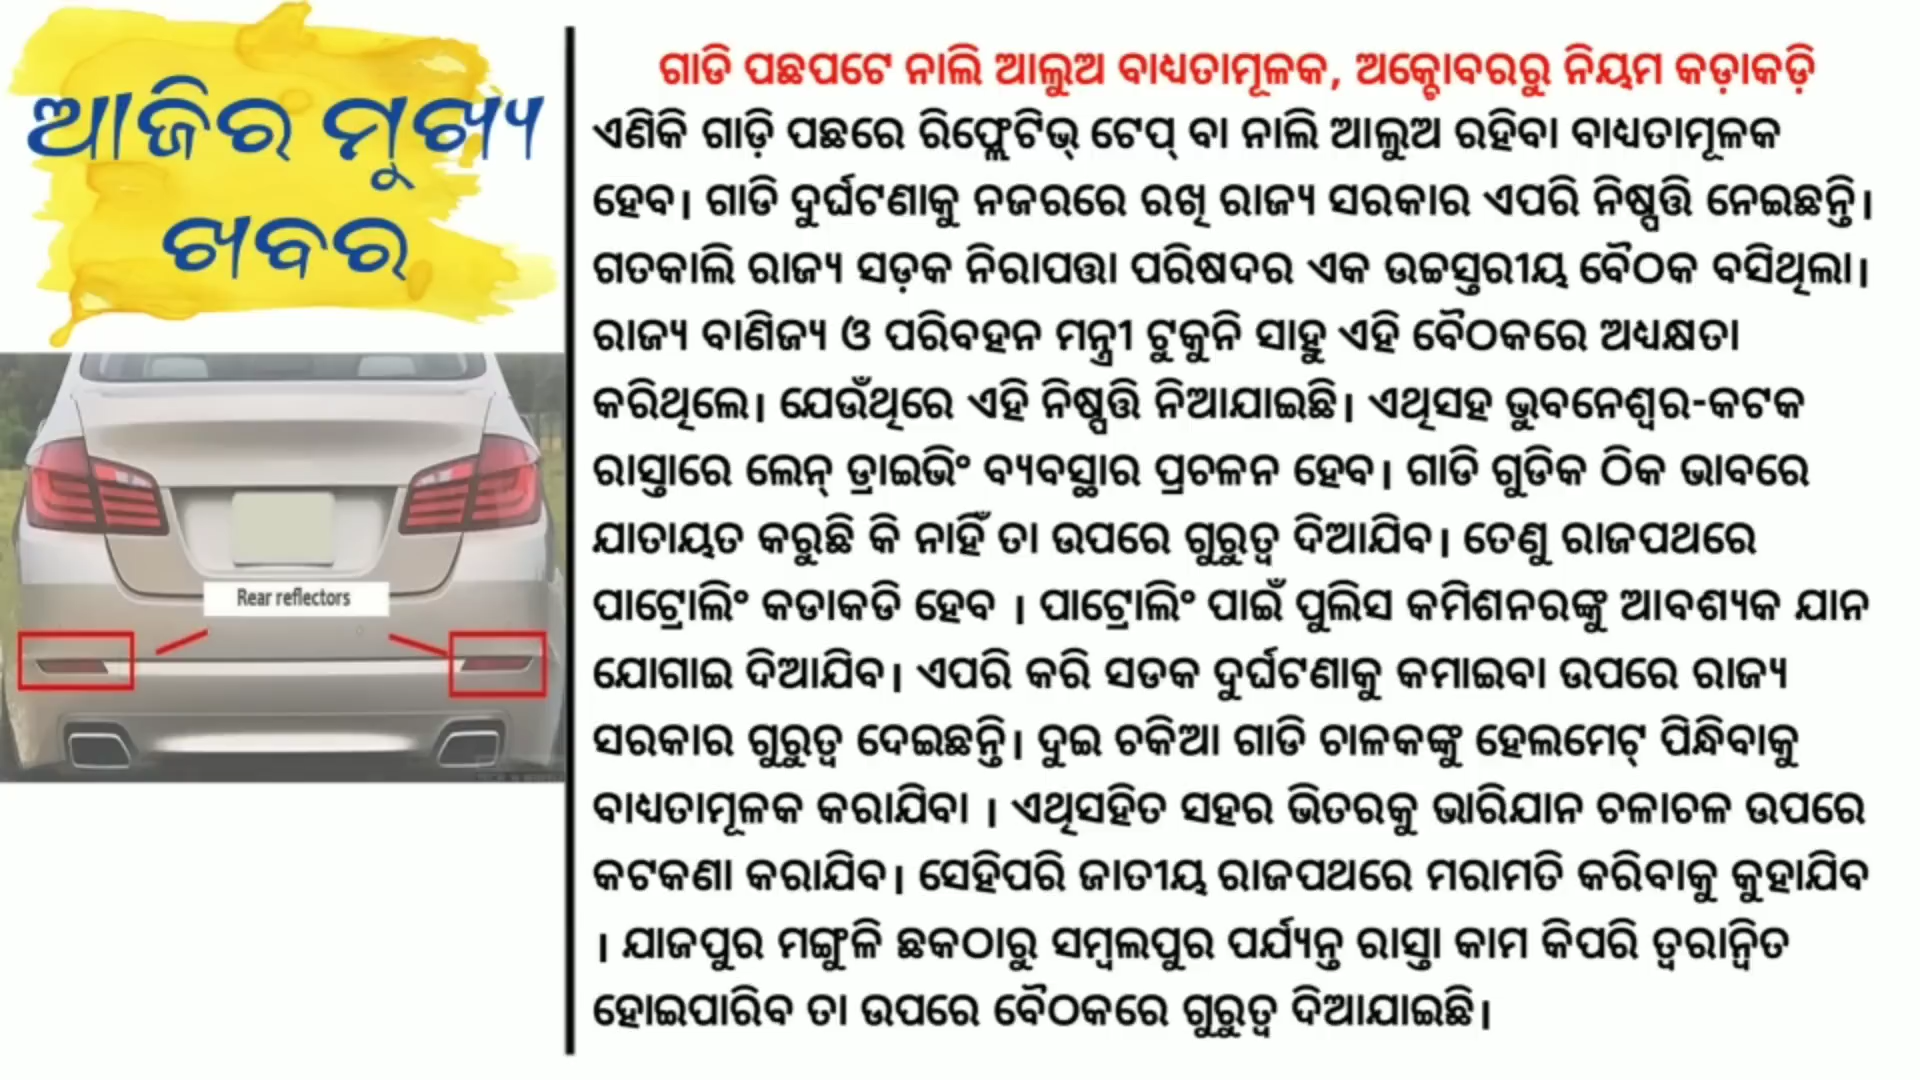 ଆଜିର ମୁଖ୍ୟ
ଖବର
Rear reflectors
ଗାଡି ପଛପଟେ ନାଲି ଆଲୁଅ ବାଧ୍ୟତାମୂଳକ, ଅକ୍ଟୋବରରୁ ନିୟମ କଡ଼ାକଡ଼ି
ଏଣିକି ଗାଡ଼ି ପଛରେ ରିଫ୍ଲେଟିଭ୍ ଟେପ୍ ବା ନାଲି ଆଲୁଅ ରହିବା ବାଧ୍ୟତାମୂଳକ
ହେବ। ଗାଡି ଦୁର୍ଘଟଣାକୁ ନଜରରେ ରଖି ରାଜ୍ୟ ସରକାର ଏପରି ନିଷ୍ପତ୍ତି ନେଇଛନ୍ତି।
ଗତକାଲି ରାଜ୍ୟ ସଡ଼କ ନିରାପତ୍ତା ପରିଷଦର ଏକ ଉଚ୍ଚସ୍ତରୀୟ ବୈଠକ ବସିଥିଲା।
ରାଜ୍ୟ ବାଣିଜ୍ୟ ଓ ପରିବହନ ମନ୍ତ୍ରୀ ଟୁକୁନି ସାହୁ ଏହି ବୈଠକରେ ଅଧ୍ୟକ୍ଷତା
କରିଥିଲେ। ଯେଉଁଥିରେ ଏହି ନିଷ୍ପତ୍ତି ନିଆଯାଇଛି। ଏଥିସହ ଭୁବନେଶ୍ୱର-କଟକ
ରାସ୍ତାରେ ଲେନ୍ ଡ୍ରାଇଭିଂ ବ୍ୟବସ୍ଥାର ପ୍ରଚଳନ ହେବ। ଗାଡି ଗୁଡିକ ଠିକ ଭାବରେ
ଯାତାୟତ କରୁଛି କି ନାହିଁ ତା ଉପରେ ଗୁରୁତ୍ୱ ଦିଆଯିବ। ତେଣୁ ରାଜପଥରେ
ପାଟ୍ରୋଲିଂ କଡାକଡି ହେବ । ପାଟ୍ରୋଲିଂ ପାଇଁ ପୁଲିସ କମିଶନରଙ୍କୁ ଆବଶ୍ୟକ ଯାନ
ଯୋଗାଇ ଦିଆଯିବ। ଏପରି କରି ସଡକ ଦୁର୍ଘଟଣାକୁ କମାଇବା ଉପରେ ରାଜ୍ୟ
ସରକାର ଗୁରୁତ୍ୱ ଦେଇଛନ୍ତି। ଦୁଇ ଚକିଆ ଗାଡି ଚାଳକଙ୍କୁ ହେଲମେଟ୍ ପିନ୍ଧିବାକୁ
ବାଧ୍ୟତାମୂଳକ କରାଯିବା । ଏଥିସହିତ ସହର ଭିତରକୁ ଭାରିଯାନ ଚଳାଚଳ ଉପରେ
କଟକଣା କରାଯିବ। ସେହିପରି ଜାତୀୟ ରାଜପଥରେ ମରାମତି କରିବାକୁ କୁହାଯିବ
। ଯାଜପୁର ମଙ୍ଗୁଳି ଛକଠାରୁ ସମ୍ବଲପୁର ପର୍ଯ୍ୟନ୍ତ ରାସ୍ତା କାମ କିପରି ତ୍ୱରାନ୍ୱିତ
ହୋଇପାରିବ ତା ଉପରେ ବୈଠକରେ ଗୁରୁତ୍ୱ ଦିଆଯାଇଛି।